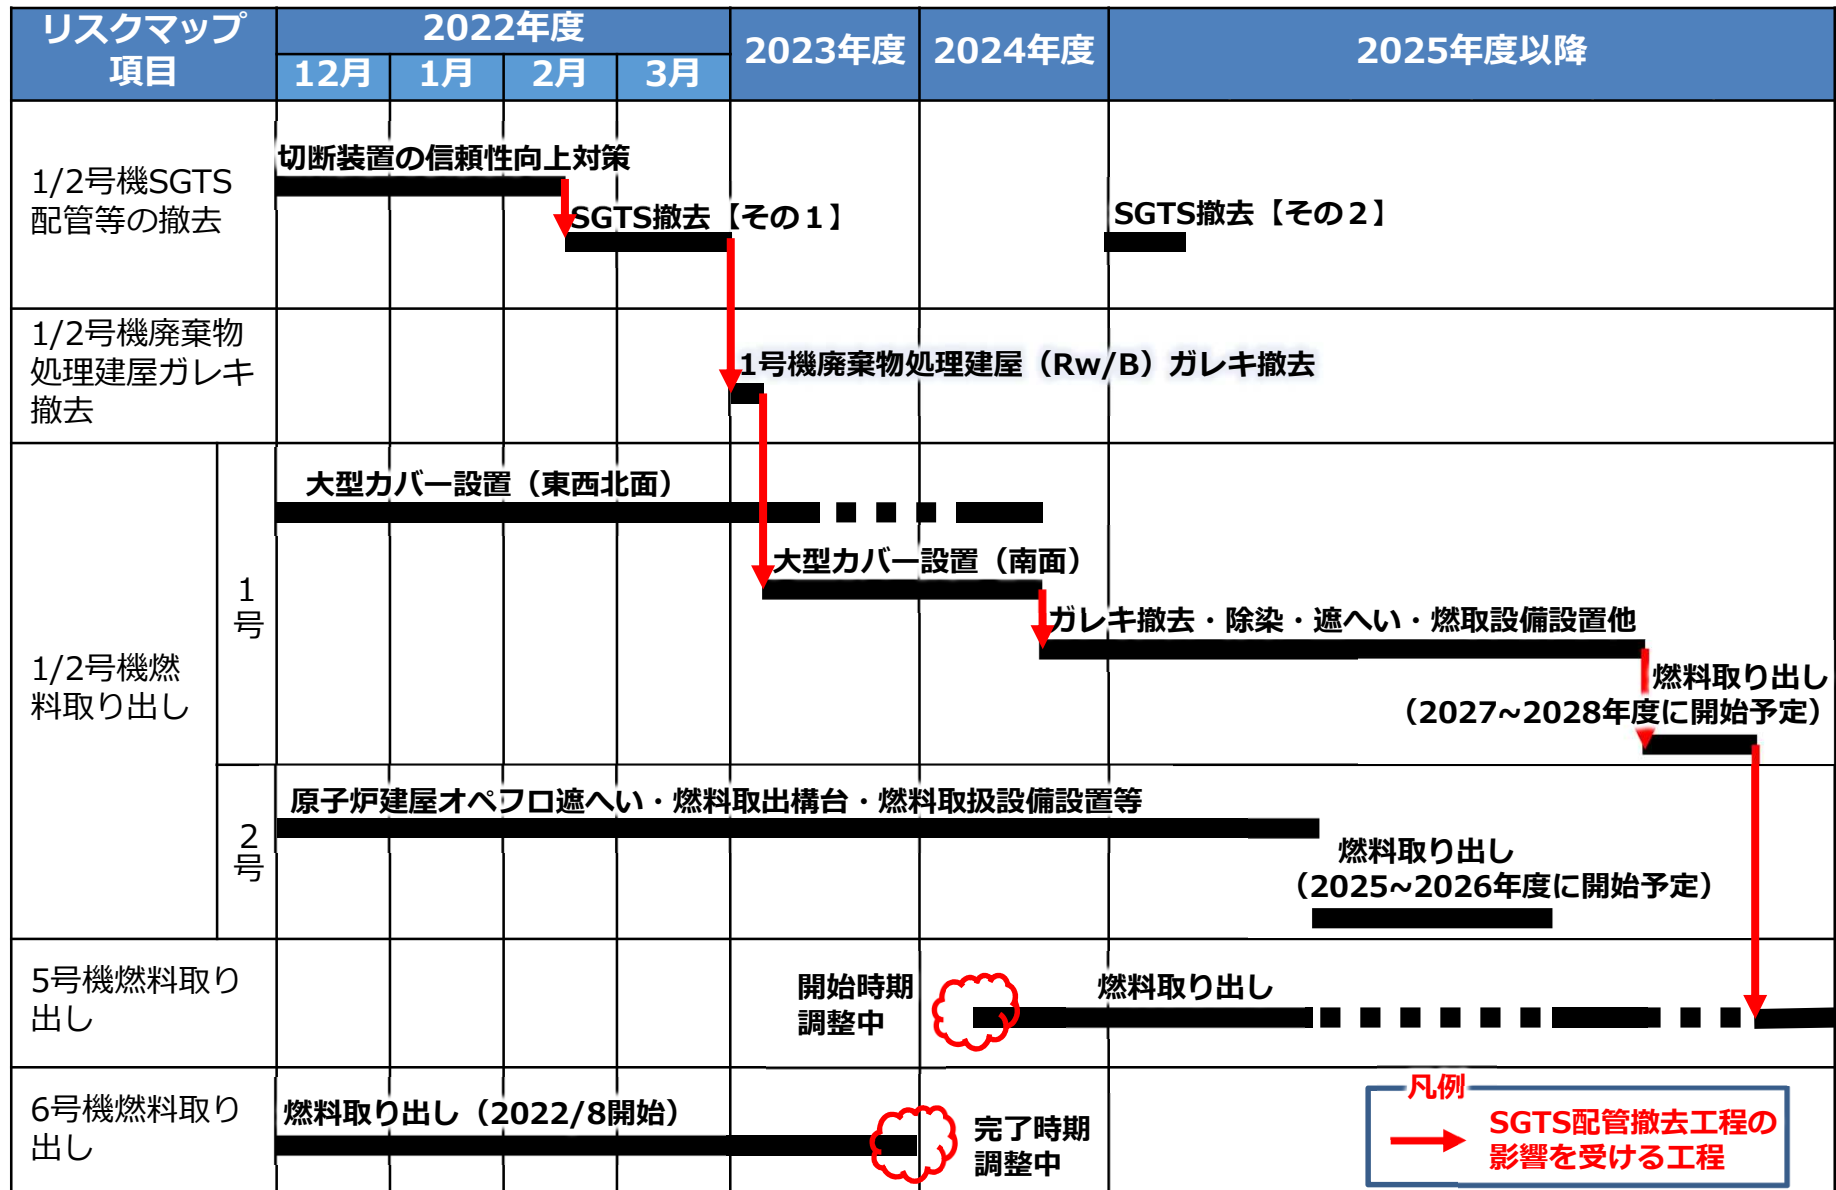 リスクマップ
項目
2022年度
12月
1月
2月
3月
2023年度
2024年度
2025年度以降
1/2号機SGTS
配管等の撤去
切断装置の信頼性向上対策
SGTS撤去【その１】
SGTS撤去【その２】
1/2号機廃棄物
処理建屋ガレキ
撤去
1号機廃棄物処理建屋（Rw/B）ガレキ撤去
1/2号機燃
料取り出し
1
号
大型カバー設置（東西北面）
大型カバー設置（南面）
ガレキ撤去・除染・遮へい・燃取設備設置他
燃料取り出し
（2027~2028年度に開始予定）
2
号
原子炉建屋オペフロ遮へい・燃料取出構台・燃料取扱設備設置等
燃料取り出し
（2025~2026年度に開始予定）
5号機燃料取り
出し
開始時期
調整中
燃料取り出し
6号機燃料取り
出し
燃料取り出し（2022/8開始）
完了時期
調整中
凡例
SGTS配管撤去工程の
影響を受ける工程